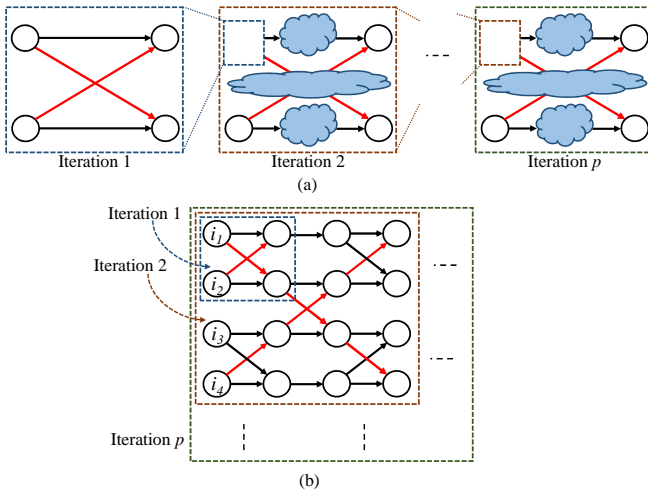 Iteration 1
Iteration 2
Iteration p
(a)
Iteration 1
Iteration 2
i1
i2
i3
i4
Iteration p
(b)